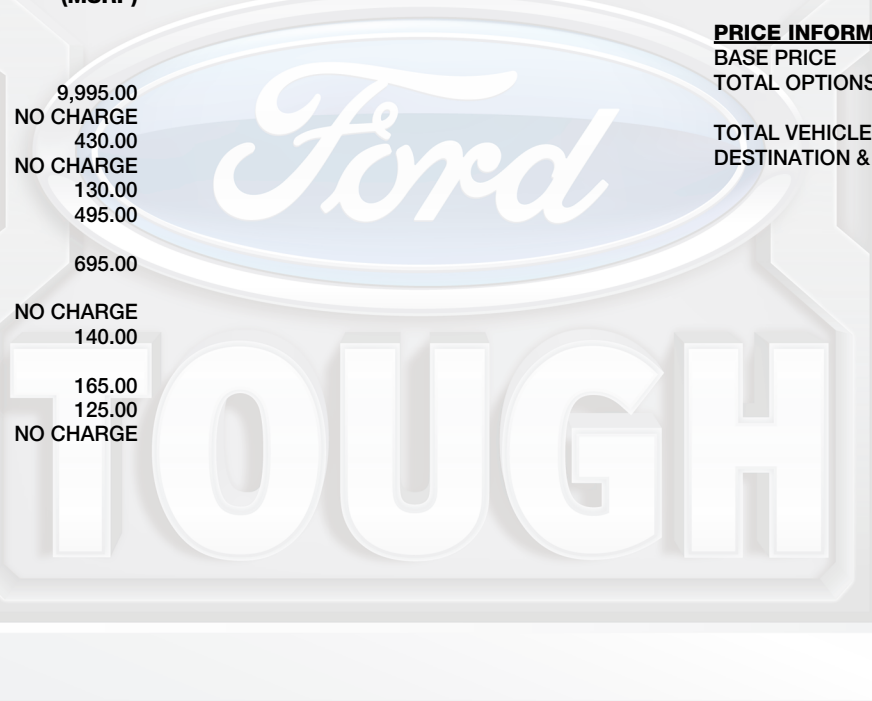 (MSRP)
9,995.00
NO CHARGE
430.00
NO CHARGE
130.00
495.00
695.00
NO CHARGE
140.00
165.00
125.00
NO CHARGE
PRICE INFORM
BASE PRICE
TOTAL OPTIONS
TOTAL VEHICLE
DESTINATION &
Ford
TOUGH